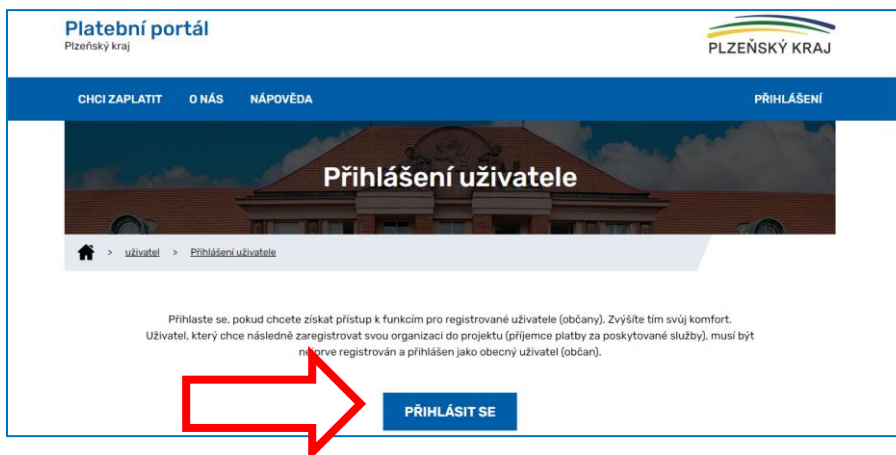 Platební portál
Plzeňský kraj
PLZEŇSKÝ KRAJ
CHCI ZAPLATIT O NÁS NÁPOVĚDA PŘIHLÁŠENÍ
Přihlášení uživatele
> uživatel > Přihlášení uživatele
Přihlaste se, pokud chcete získat přístup k funkcím pro registrované uživatele (občany). Zvýšíte tím svůj komfort.
Uživatel, který chce následně zaregistrovat svou organizaci do projektu (příjemce platby za poskytované služby), musí být
nejprve registrován a přihlášen jako obecný uživatel (občan).
PŘIHLÁSIT SE